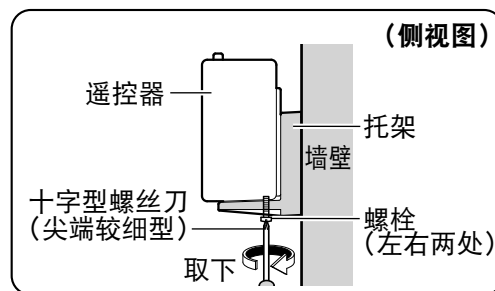 (侧视图)
遥控器
托架
墙壁
十字型螺丝刀
(尖端较细型)
螺栓
(左右两处)
取下